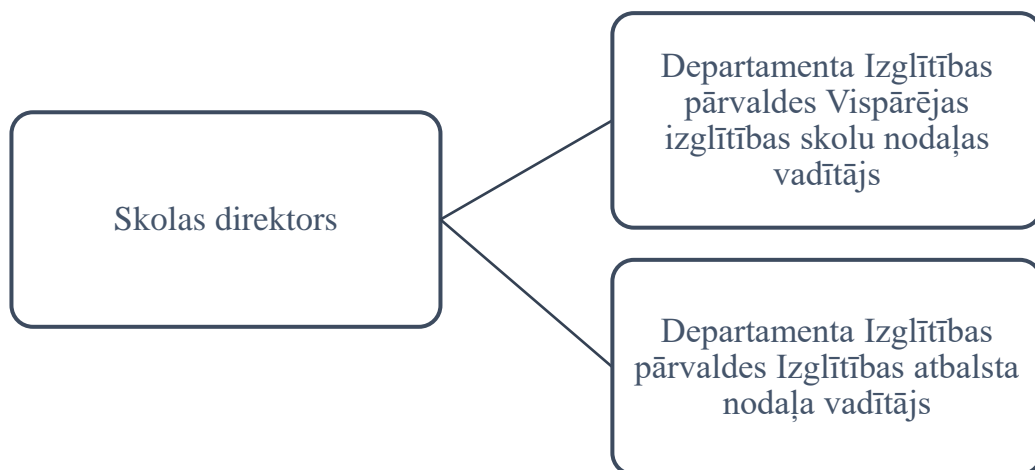 Skolas direktors
Departamenta Izglītības
pārvaldes Vispārējas
izglītības skolu nodaļas
vadītājs
Departamenta Izglītības
pārvaldes Izglītības atbalsta
nodaļa vadītājs